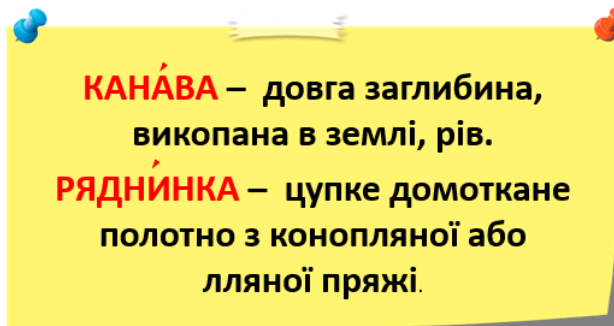 КАНА́ВА – довга заглибина,
викопана в землі, рів.
РЯДНИ́НКА – цупке домоткане
полотно з конопляної або
лляної пряжі.